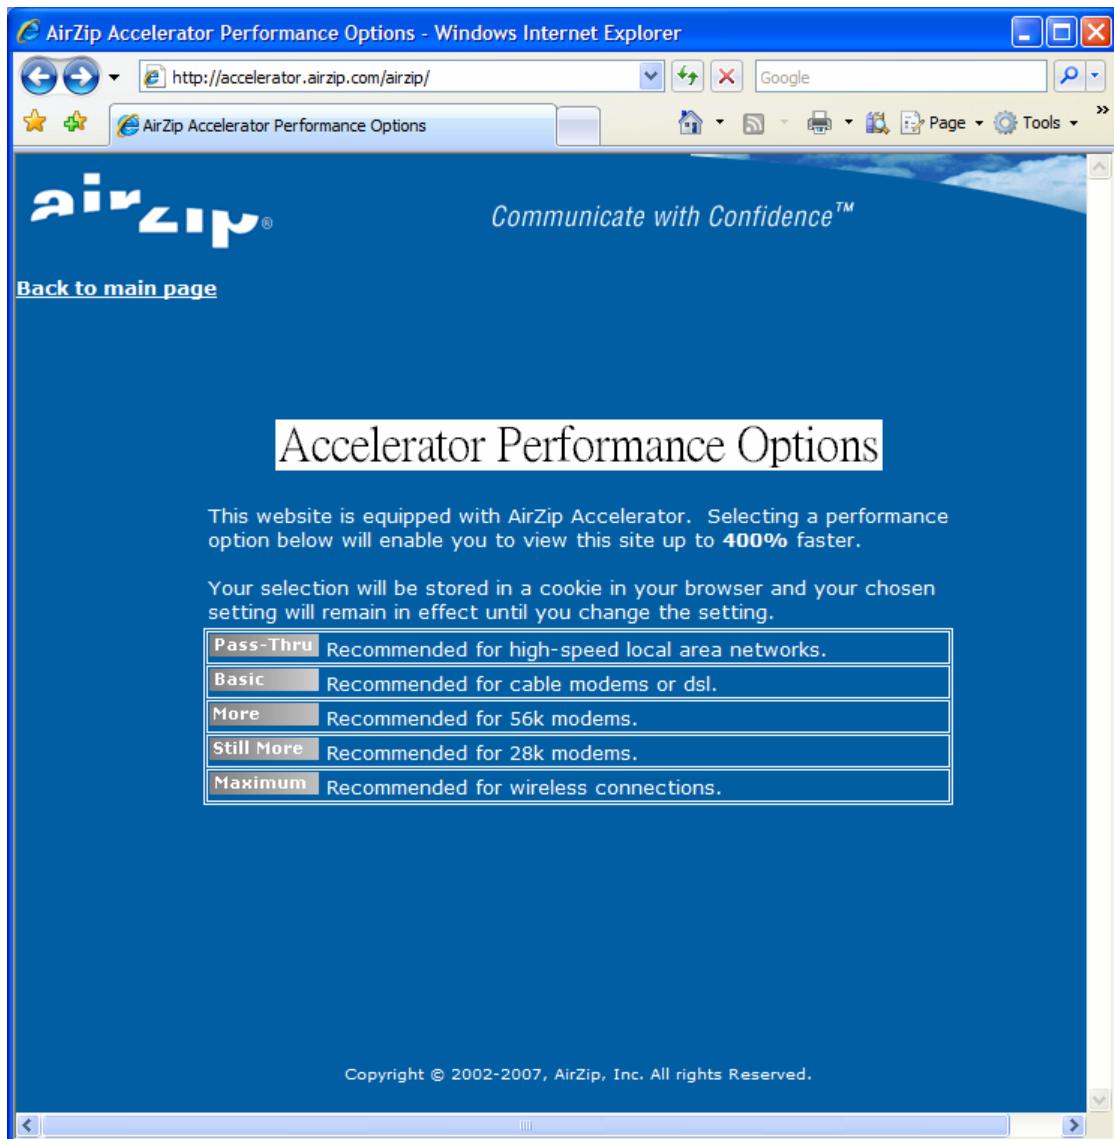 AirZip Accelerator Performance Options - Windows Internet Explorer
http://accelerator.airzip.com/airzip/
Google
AirZip Accelerator Performance Options
Page
Tools
»
airzip®
Communicate with Confidence™
Back to main page
Accelerator Performance Options
This website is equipped with AirZip Accelerator. Selecting a performance
option below will enable you to view this site up to 400% faster.
Your selection will be stored in a cookie in your browser and your chosen
setting will remain in effect until you change the setting.
Pass-Thru Recommended for high-speed local area networks.
Basic Recommended for cable modems or dsl.
More Recommended for 56k modems.
Still More Recommended for 28k modems.
Maximum Recommended for wireless connections.
Copyright © 2002-2007, AirZip, Inc. All rights Reserved.